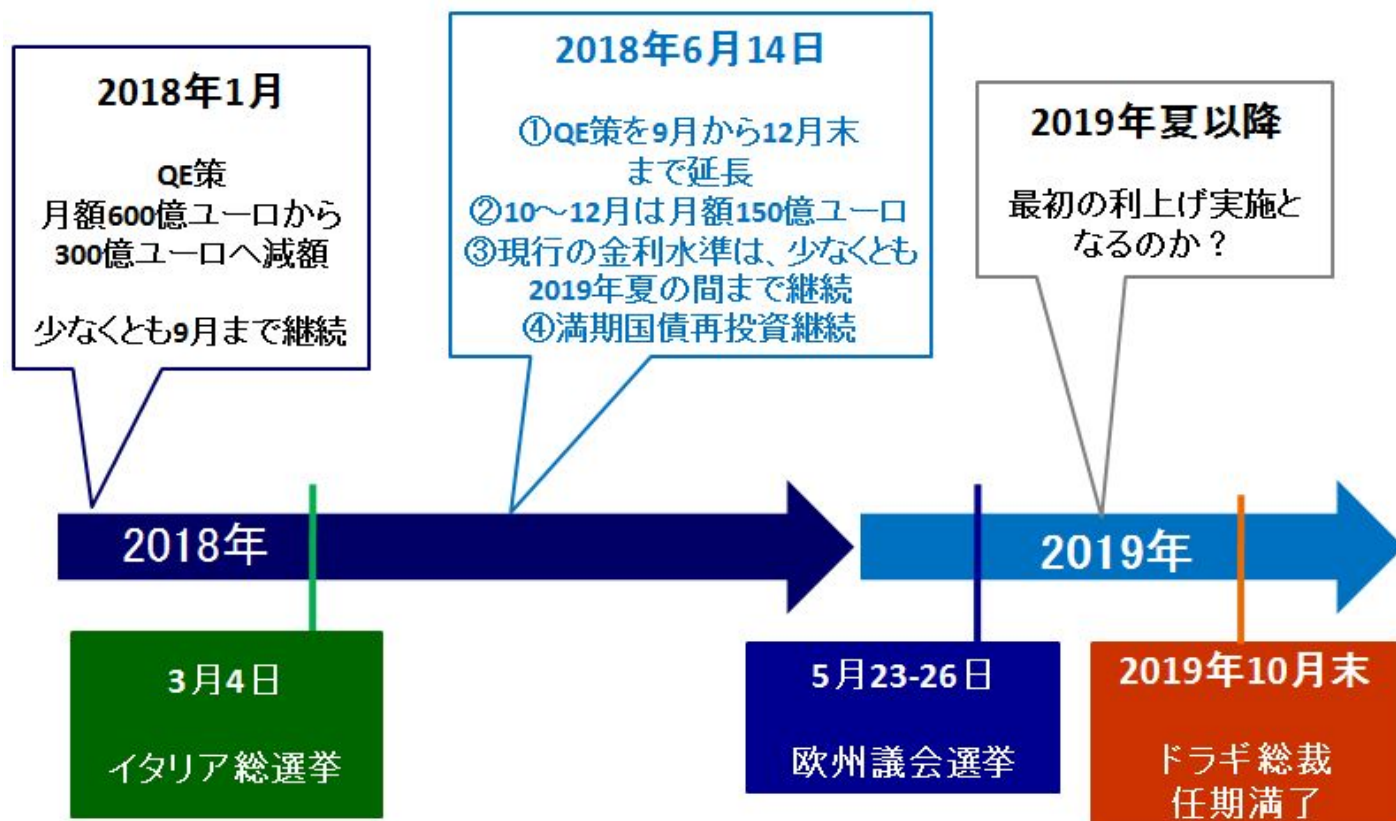 2018年1月
QE策
月額600億ユーロから
300億ユーロへ減額
少なくとも9月まで継続
2018年6月14日
①QE策を9月から12月末
まで延長
②10～12月は月額150億ユーロ
③現行の金利水準は、少なくとも
2019年夏の間まで継続
④満期国債再投資継続
2019年夏以降
最初の利上げ実施と
なるのか？
2018年
2019年
3月4日
イタリア総選挙
5月23-26日
欧州議会選挙
2019年10月末
ドラギ総裁
任期満了